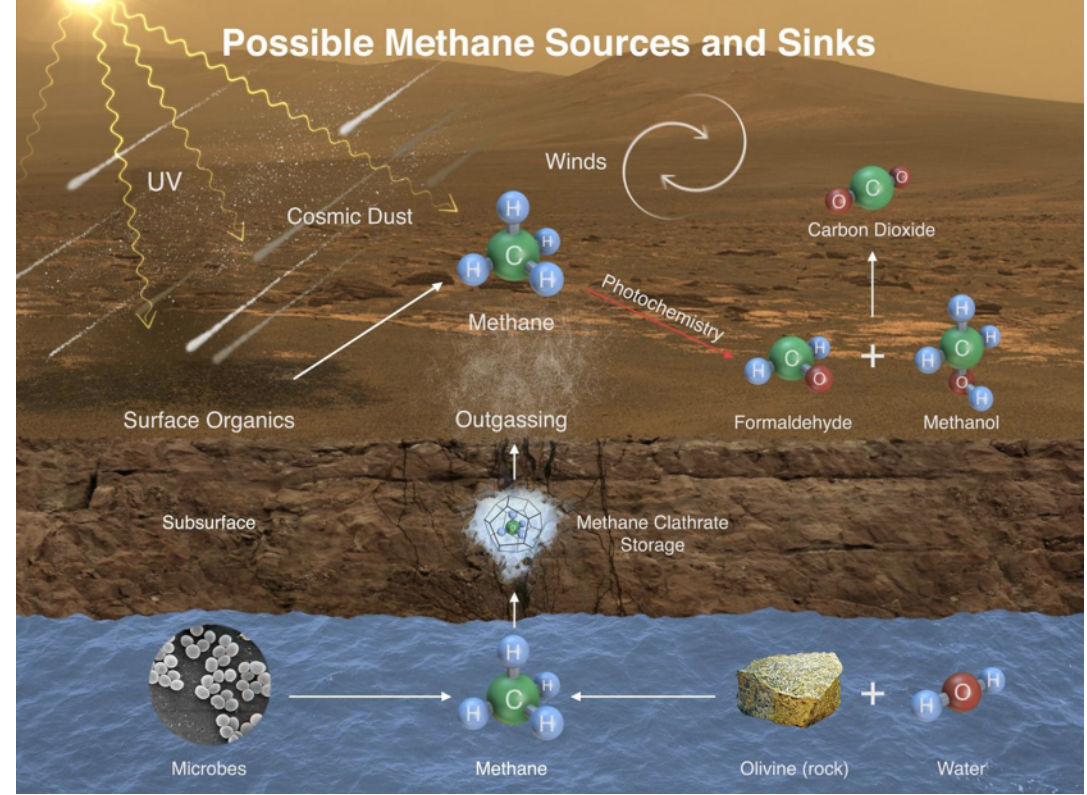 Possible Methane Sources and Sinks
UV
Winds
Cosmic Dust
C
O
O
Carbon Dioxide
H
H
C
H
H
Methane
Photochemistry
H
C
H
O
Formaldehyde
+
H
H
C
H
O
H
Methanol
Surface Organics
Outgassing
Subsurface
Methane Clathrate
Storage
H
H
C
H
H
Methane
Microbes
Olivine (rock)
+
H
O
H
Water